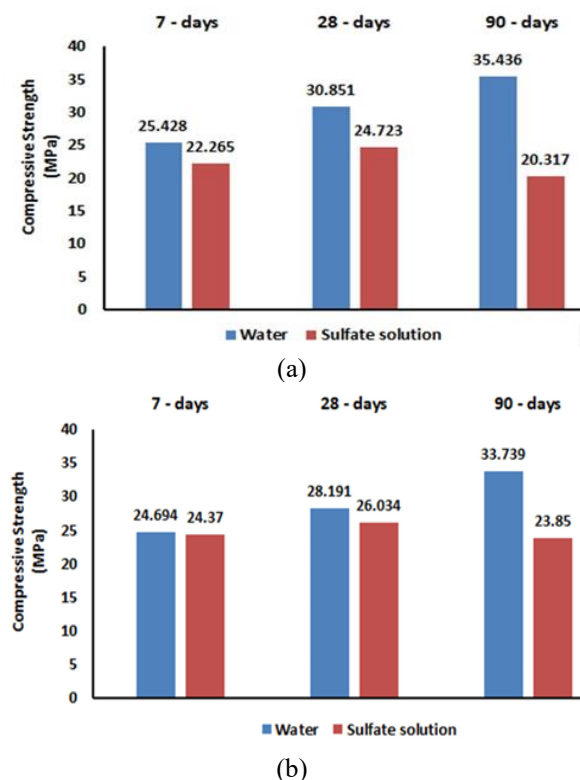 7 - days 28 - days 90 - days
Compressive Strength
(MPa)
40
35
30
25
20
15
10
5
0
25.428 22.265 30.851 24.723 35.436 20.317
Water Sulfate solution
(a)
7 - days 28 - days 90 - days
Compressive Strength
(MPa)
40
35
30
25
20
15
10
5
0
24.694 24.37 28.191 26.034 33.739 23.85
Water Sulfate solution
(b)